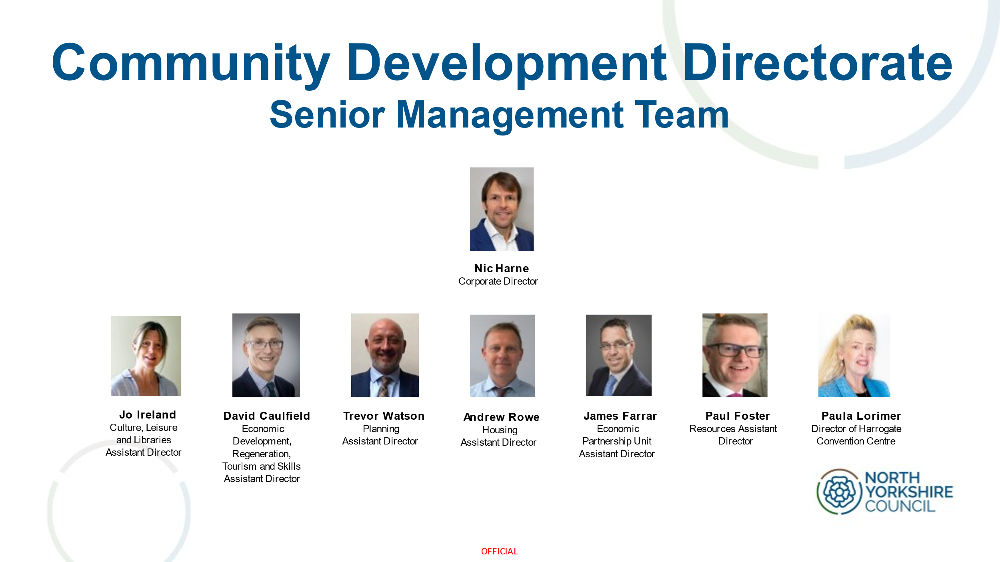 Community Development Directorate
Senior Management Team
Nic Harne
Corporate Director
Jo Ireland
Culture, Leisure
and Libraries
Assistant Director
David Caulfield
Economic
Development,
Regeneration,
Tourism and Skills
Assistant Director
Trevor Watson
Planning
Assistant Director
Andrew Rowe
Housing
Assistant Director
James Farrar
Economic
Partnership Unit
Assistant Director
Paul Foster
Resources Assistant
Director
Paula Lorimer
Director of Harrogate
Convention Centre
NORTH
YORKSHIRE
COUNCIL
OFFICIAL